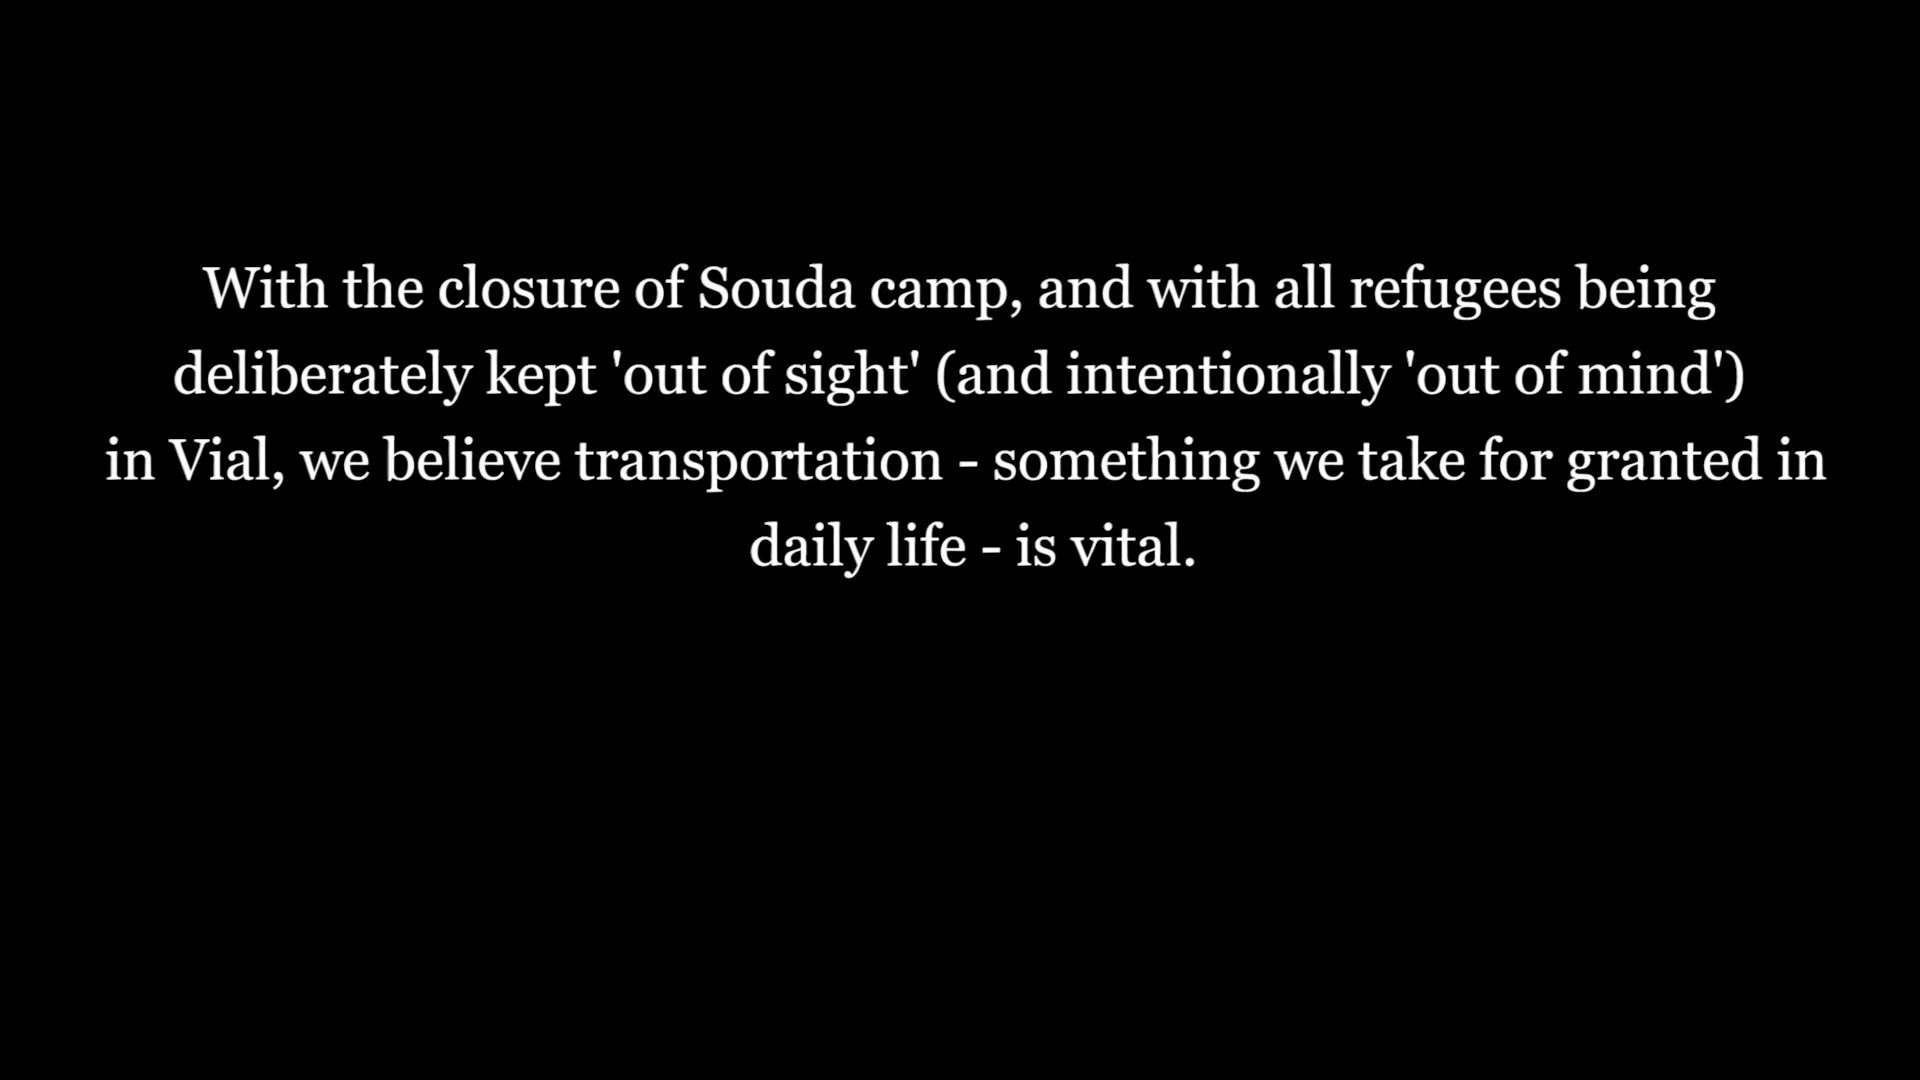 With the closure of Souda camp, and with all refugees being
deliberately kept 'out of sight' (and intentionally 'out of mind')
in Vial, we believe transportation - something we take for granted in
daily life - is vital.